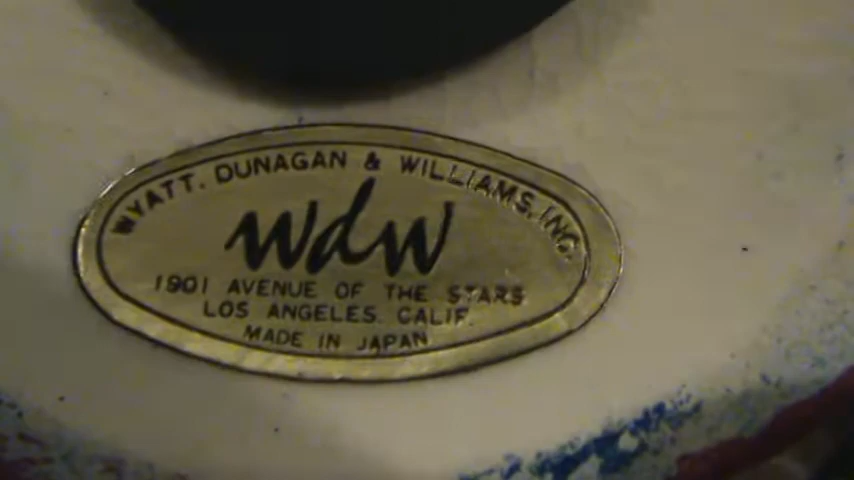 WYATT, DUNAGAN & WILLIAMS, INC.
wdw
1901 AVENUE OF THE STARS
LOS ANGELES, CALIF.
MADE IN JAPAN